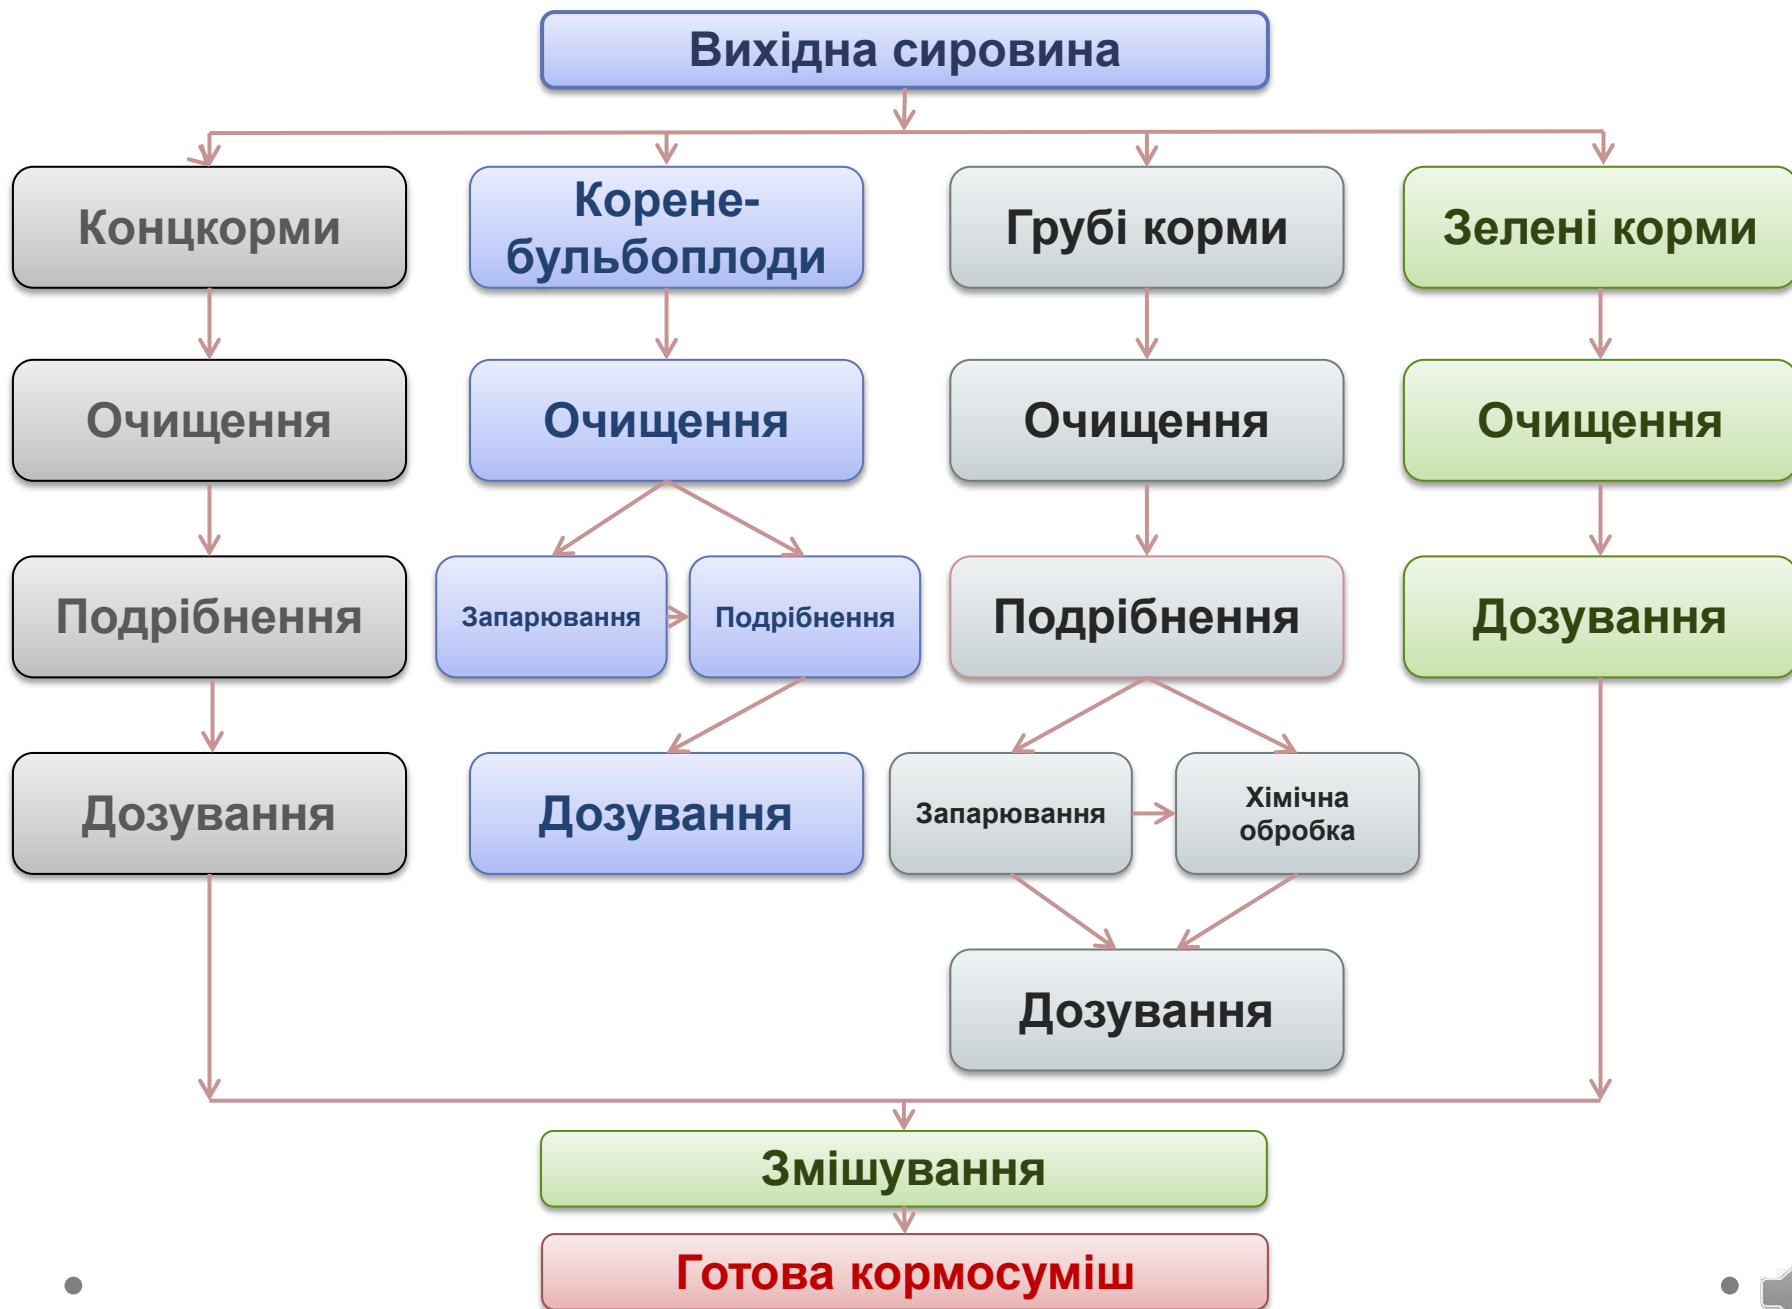 Вихідна сировина
Концкорми
Корене-
бульбоплоди
Грубі корми
Зелені корми
Очищення
Очищення
Очищення
Очищення
Подрібнення
Запарювання
Подрібнення
Подрібнення
Дозування
Дозування
Дозування
Запарювання
Хімічна
обробка
Дозування
Змішування
Готова кормосуміш